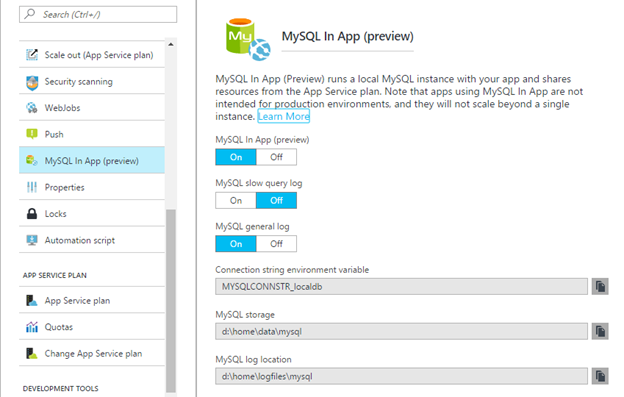 Search (Ctrl+/)
Scale out (App Service plan)
Security scanning
WebJobs
Push
MySQL In App (preview)
Properties
Locks
Automation script
APP SERVICE PLAN
App Service plan
Quotas
Change App Service plan
DEVELOPMENT TOOLS
My
MySQL In App (preview)
MySQL In App (Preview) runs a local MySQL instance with your app and shares
resources from the App Service plan. Note that apps using MySQL In App are not
intended for production environments, and they will not scale beyond a single
instance. Learn More
MySQL In App (preview)
On Off
MySQL slow query log
On Off
MySQL general log
On Off
Connection string environment variable
MYSQLCONNSTR_localdb
MySQL storage
d:\home\data\mysql
MySQL log location
d:\home\logfiles\mysql